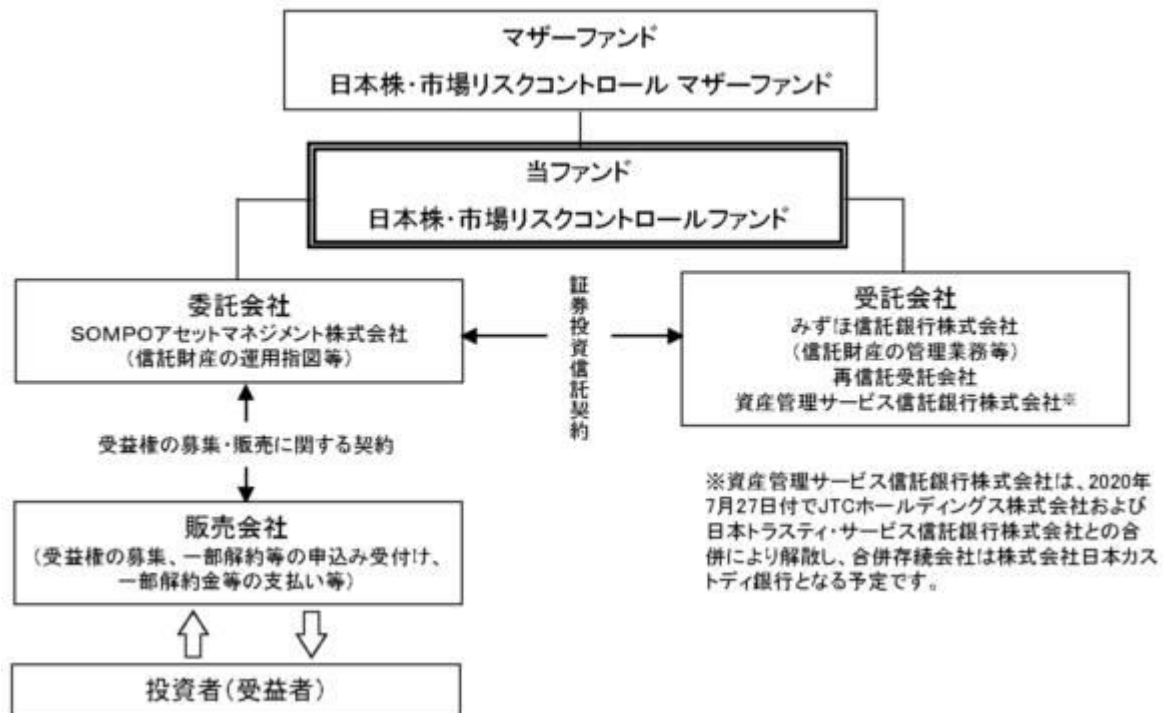 マザーファンド
日本株・市場リスクコントロール マザーファンド
当ファンド
日本株・市場リスクコントロールファンド
委託会社
SOMPOアセットマネジメント株式会社
(信託財産の運用指図等)
証券投資信託契約
受託会社
みずほ信託銀行株式会社
(信託財産の管理業務等)
再信託受託会社
資産管理サービス信託銀行株式会社※
受益権の募集・販売に関する契約
販売会社
(受益権の募集、一部解約等の申込み受付け、
一部解約金等の支払い等)
投資者(受益者)
※資産管理サービス信託銀行株式会社は、2020年
7月27日付でJTCホールディングス株式会社および
日本トラスティ・サービス信託銀行株式会社との合
併により解散し、合併存続会社は株式会社日本カス
トディ銀行となる予定です。